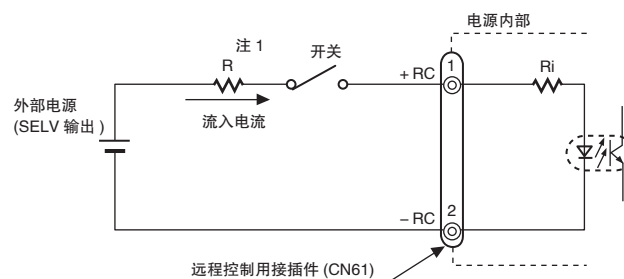 电源内部
注 1
R
开关
+ RC
1
Ri
外部电源
(SELV 输出 )
流入电流
− RC
2
远程控制用接插件 (CN61)